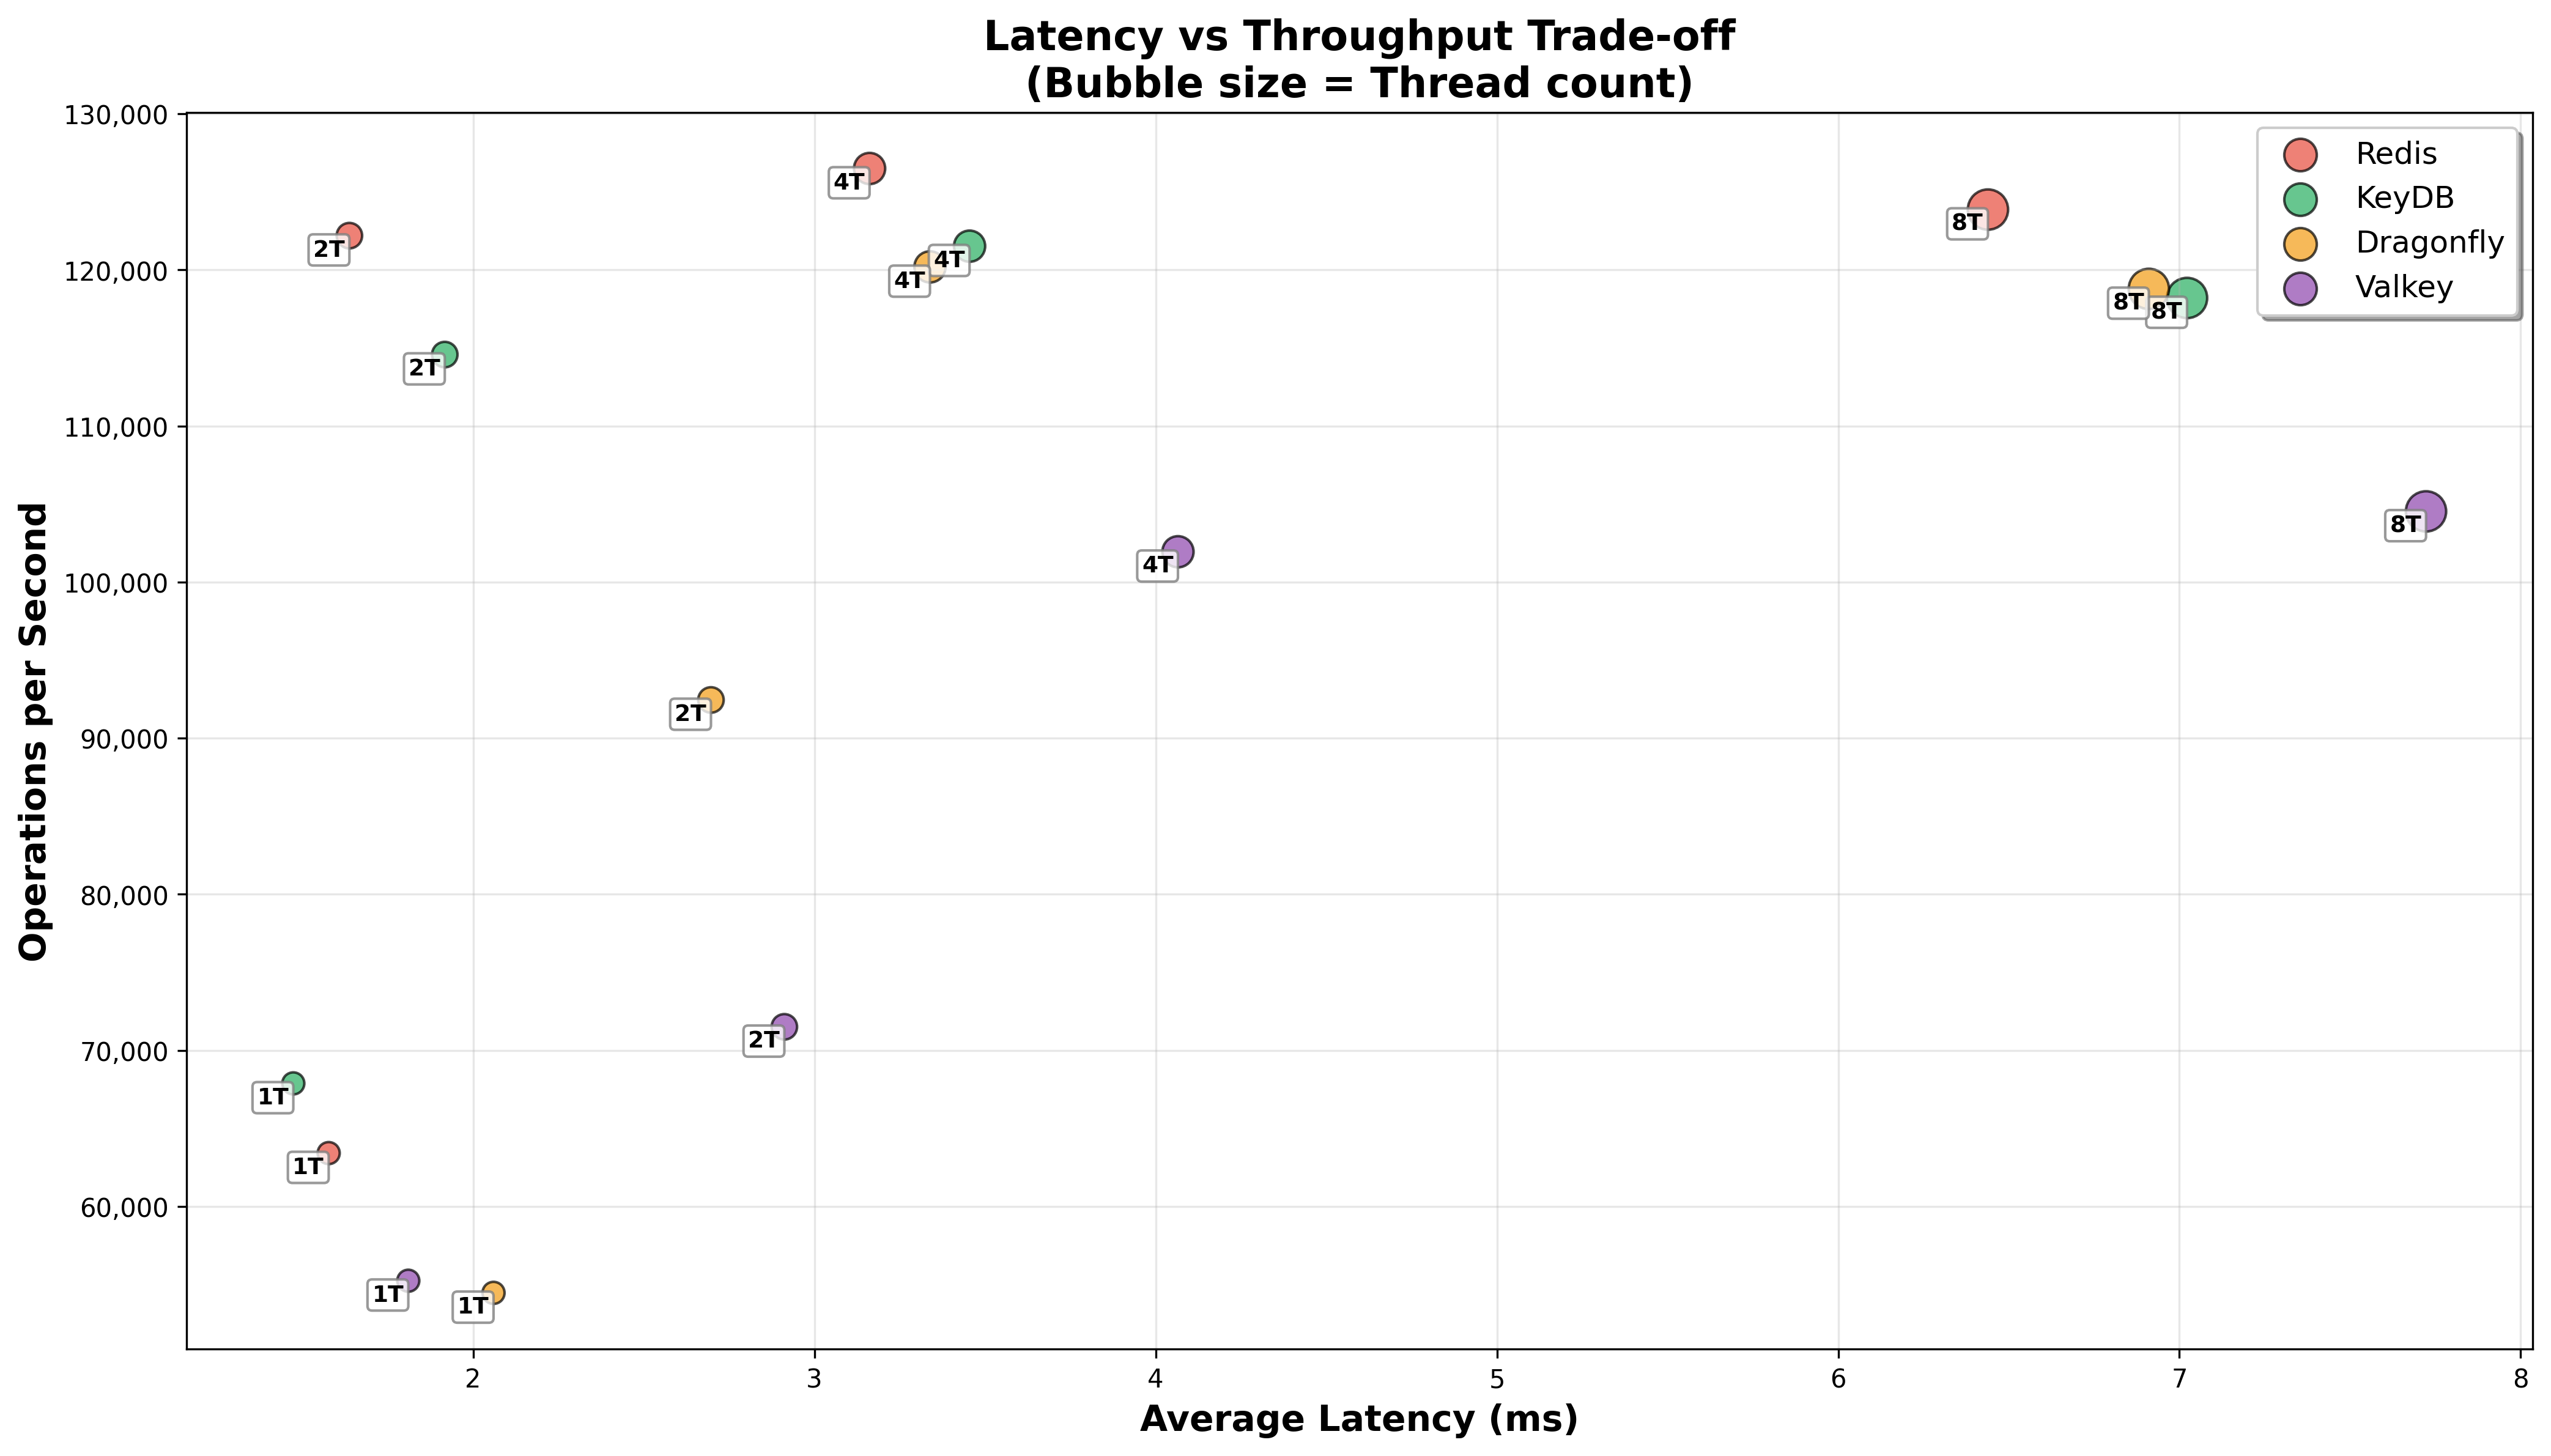 Latency vs Throughput Trade-off
(Bubble size = Thread count)
130,000
120,000
110,000
100,000
90,000
80,000
70,000
60,000
Operations per Second
Redis
KeyDB
Dragonfly
Valkey
4T
8T
2T
4T
4T
8T
8T
2T
8T
4T
2T
2T
1T
1T
1T
1T
2
3
4
5
6
7
8
Average Latency (ms)